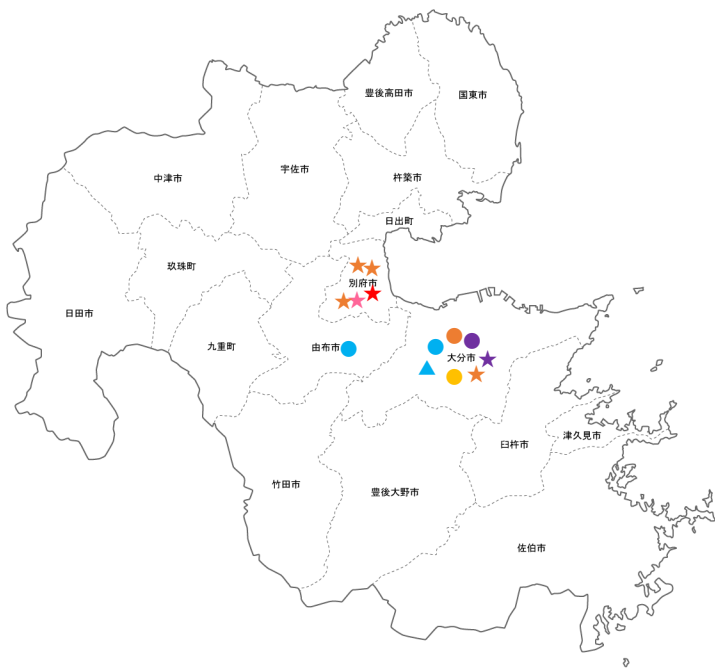 豊後高田市
国東市
宇佐市
中津市
杵築市
日出町
玖珠町
別府市
日田市
九重町
由布市
大分市
津久見市
臼杵市
竹田市
豊後大野市
佐伯市